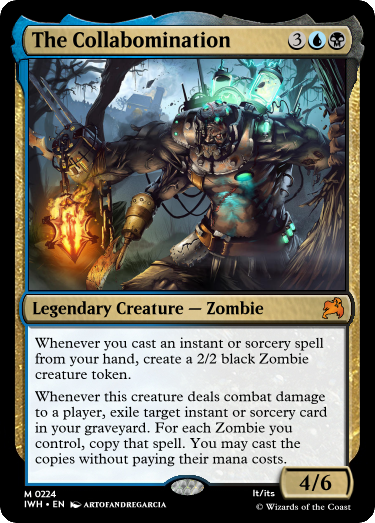 The Collabomination 3
Legendary Creature — Zombie
Whenever you cast an instant or sorcery spell
from your hand, create a 2/2 black Zombie
creature token.
Whenever this creature deals combat damage
to a player, exile target instant or sorcery card
in your graveyard. For each Zombie you
control, copy that spell. You may cast the
copies without paying their mana costs.
4/6
M 0224 It/its
IWH • EN ARTOFANDREGARCIA © Wizards of the Coast